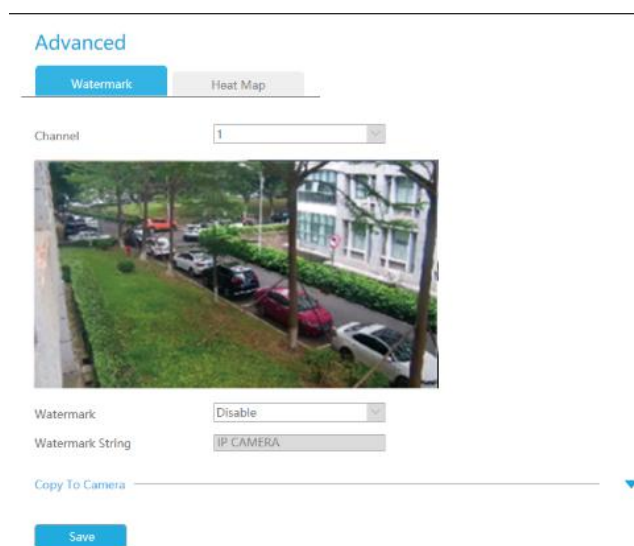 Advanced
Watermark Heat Map
Channel 1
Watermark Disable
Watermark String IP CAMERA
Copy To Camera
Save